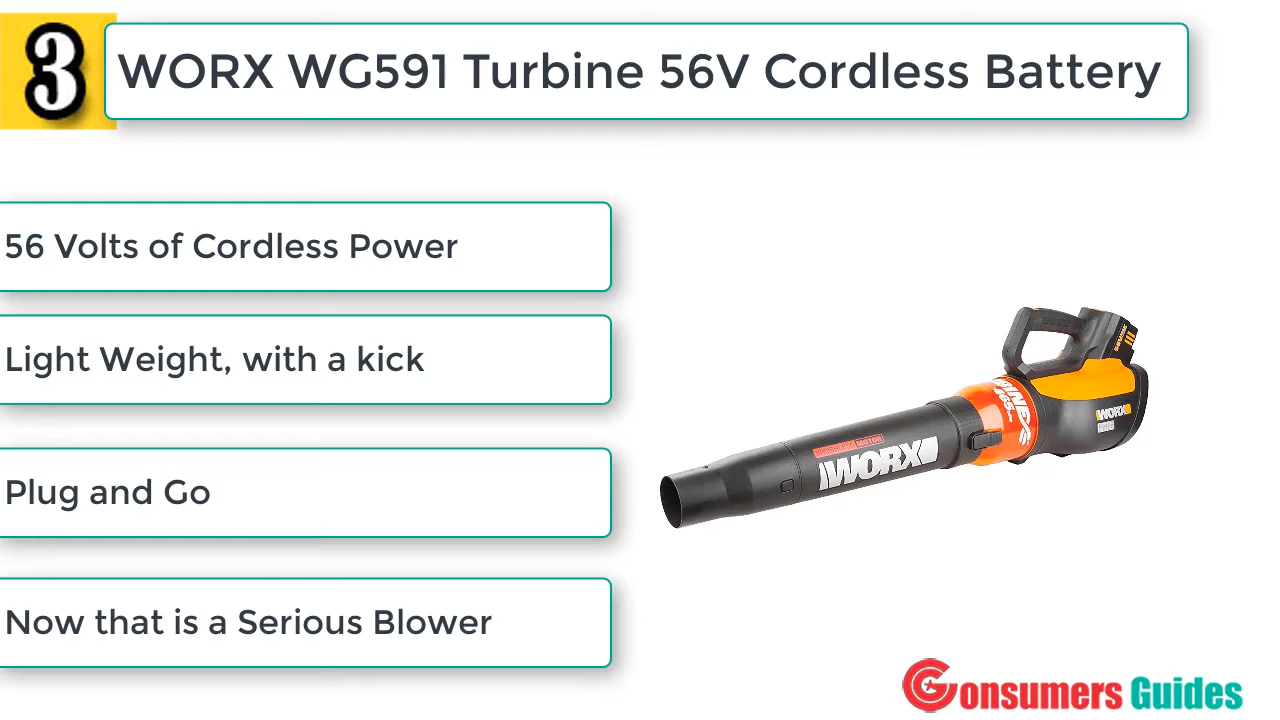 3
WORX WG591 Turbine 56V Cordless Battery
56 Volts of Cordless Power
Light Weight, with a kick
Plug and Go
Now that is a Serious Blower
WORX
WORX
Consumers Guides